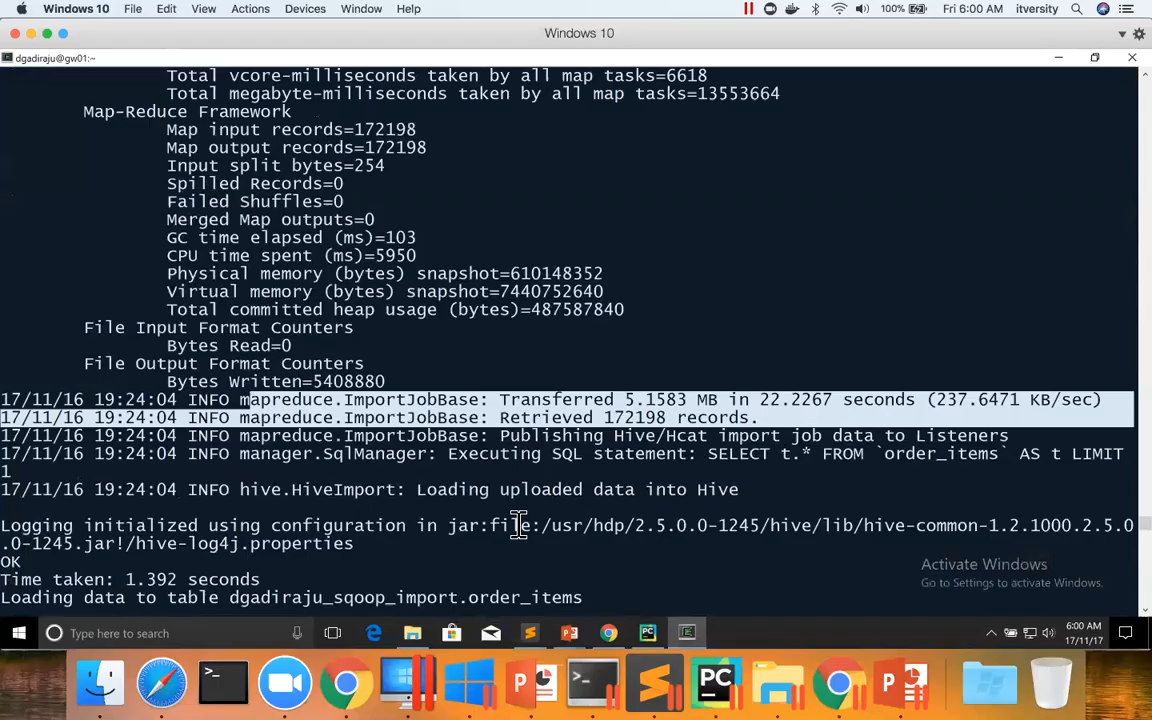 Windows 10 File Edit View Actions Devices Window Help 100% Fri 6:00 AM itversity
Windows 10
dgadiraju@gw01:~
Total vcore-milliseconds taken by all map tasks=6618
Total megabyte-milliseconds taken by all map tasks=13553664
Map-Reduce Framework
Map input records=172198
Map output records=172198
Input split bytes=254
Spilled Records=0
Failed Shuffles=0
Merged Map outputs=0
GC time elapsed (ms)=103
CPU time spent (ms)=5950
Physical memory (bytes) snapshot=610148352
Virtual memory (bytes) snapshot=7440752640
Total committed heap usage (bytes)=487587840
File Input Format Counters
Bytes Read=0
File Output Format Counters
Bytes Written=5408880
17/11/16 19:24:04 INFO mapreduce.ImportJobBase: Transferred 5.1583 MB in 22.2267 seconds (237.6471 KB/sec)
17/11/16 19:24:04 INFO mapreduce.ImportJobBase: Retrieved 172198 records.
17/11/16 19:24:04 INFO mapreduce.ImportJobBase: Publishing Hive/Hcat import job data to Listeners
17/11/16 19:24:04 INFO manager.SqlManager: Executing SQL statement: SELECT t.* FROM `order_items` AS t LIMIT
1
17/11/16 19:24:04 INFO hive.HiveImport: Loading uploaded data into Hive
Logging initialized using configuration in jar:file:/usr/hdp/2.5.0.0-1245/hive/lib/hive-common-1.2.1000.2.5.0
.0-1245.jar!/hive-log4j.properties
OK
Time taken: 1.392 seconds
Loading data to table dgadiraju_sqoop_import.order_items
Activate Windows
Go to Settings to activate Windows.
Type here to search
6:00 AM
17/11/17